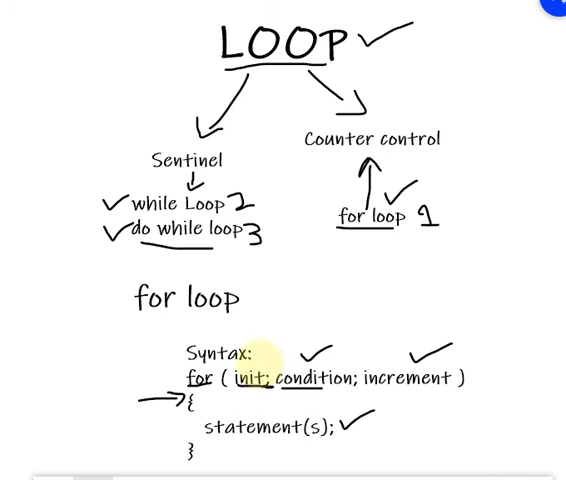 LOOP
Sentinel
Counter control
while Loop 2
do while loop 3
for loop 1
for loop
Syntax:
for ( init; condition; increment )
{
statement(s);
}